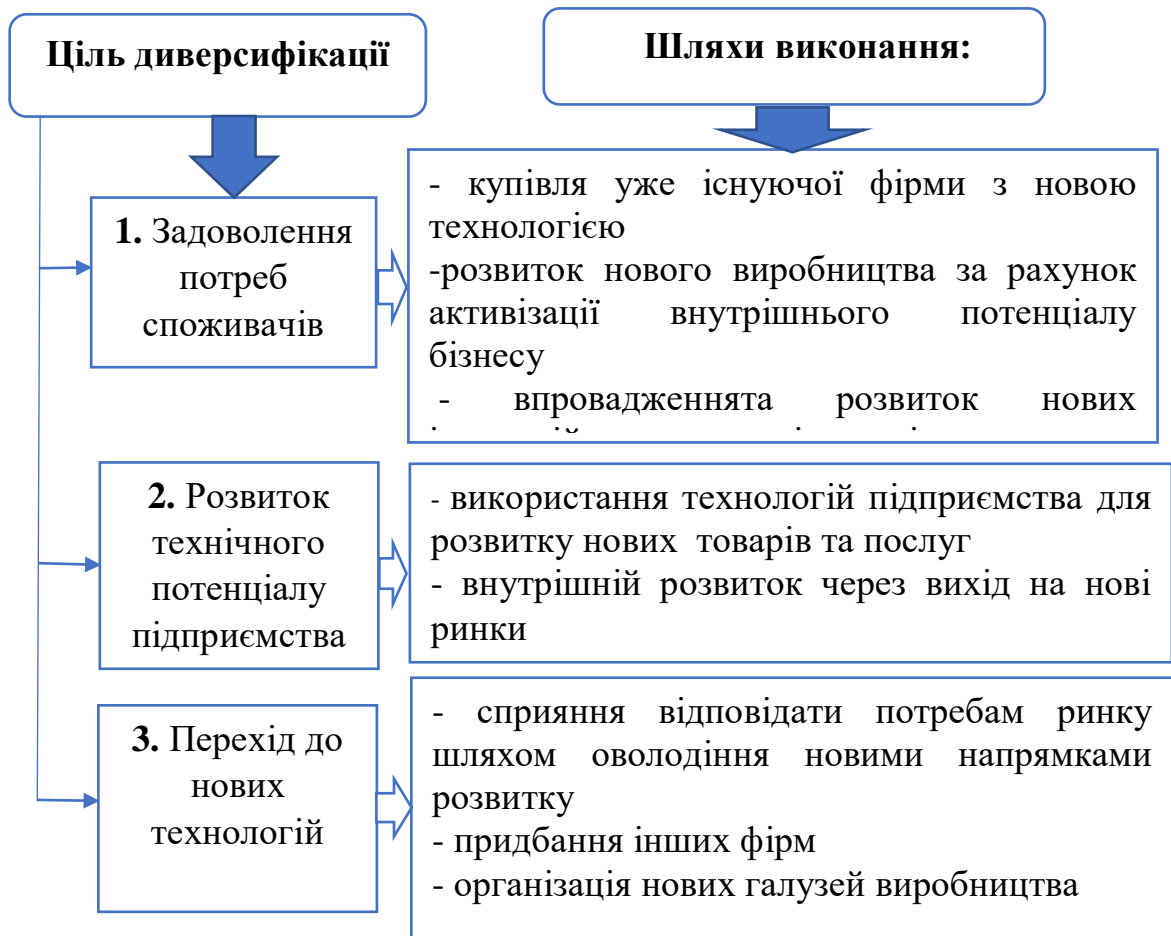 Ціль диверсифікації
Шляхи виконання:
1. Задоволення
потреб
споживачів
- купівля уже існуючої фірми з новою
технологією
-розвиток нового виробництва за рахунок
активізації внутрішнього потенціалу
бізнесу
- впровадженнята розвиток нових
2. Розвиток
технічного
потенціалу
підприємства
- використання технологій підприємства для
розвитку нових товарів та послуг
- внутрішній розвиток через вихід на нові
ринки
3. Перехід до
нових
технологій
- сприяння відповідати потребам ринку
шляхом оволодіння новими напрямками
розвитку
- придбання інших фірм
- організація нових галузей виробництва